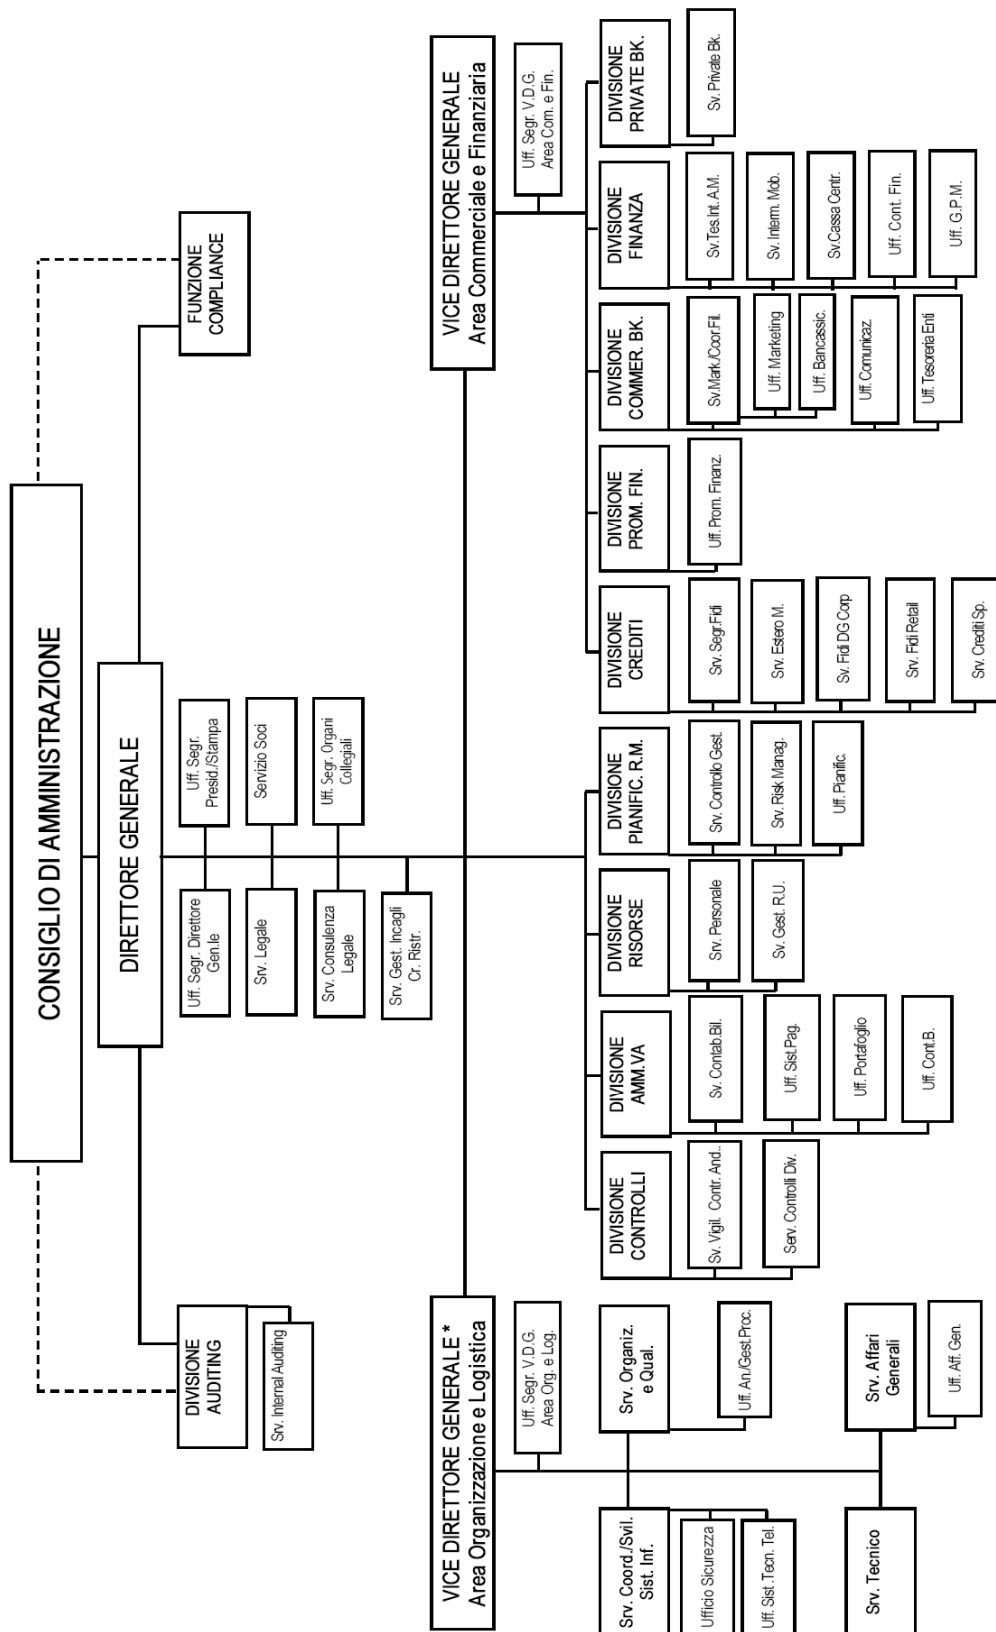 CONSIGLIO DI AMMINISTRAZIONE
DIRETTORE GENERALE
DIVISIONE
AUDITING
Srv. Internal Auditing
FUNZIONE
COMPLIANCE
Uff. Segr. Direttore
Gen.le
Uff. Segr.
Presid./Stampa
Srv. Legale
Servizio Soci
Srv. Consulenza
Legale
Uff. Segr. Organi
Collegiali
Srv. Gest. Incagli
Cr. Ristr.
VICE DIRETTORE GENERALE *
Area Organizzazione e Logistica
VICE DIRETTORE GENERALE
Area Commerciale e Finanziaria
Uff. Segr. V.D.G.
Area Org. e Log.
Uff. Segr. V.D.G.
Area Com. e Fin.
Srv. Coord./Svil.
Sist. Inf.
Ufficio Sicurezza
Uff. Sist .Tecn. Tel.
Srv. Organiz.
e Qual.
Uff. An./Gest.Proc.
Srv. Tecnico
Srv. Affari
Generali
Uff. Aff. Gen.
DIVISIONE
CONTROLLI
Sv. Vigil. Contr. And..
Serv. Controlli Div.
DIVISIONE
AMM.VA
Sv. Contab.Bil.
Uff. Sist.Pag.
Uff. Portafoglio
Uff. Cont.B.
DIVISIONE
RISORSE
Srv. Personale
Sv. Gest. R.U.
DIVISIONE
PIANIFIC. R.M.
Srv. Controllo Gest.
Srv. Risk Manag.
Uff. Pianific.
DIVISIONE
CREDITI
Srv. Segr.Fidi
Srv. Estero M.
Sv. Fidi DG Corp
Srv. Fidi Retail
Srv. Crediti Sp.
DIVISIONE
PROM. FIN.
Uff. Prom. Finanz.
DIVISIONE
COMMER. BK.
Sv.Mark./Coor.Fil.
Uff. Marketing
Uff. Bancassic.
Uff. Comunicaz.
Uff. Tesoreria Enti
DIVISIONE
FINANZA
Sv.Tes.Int. A.M.
Sv. Interm. Mob.
Sv.Cassa Centr.
Uff. Cont. Fin.
Uff. G.P.M.
DIVISIONE
PRIVATE BK.
Sv. Private Bk.